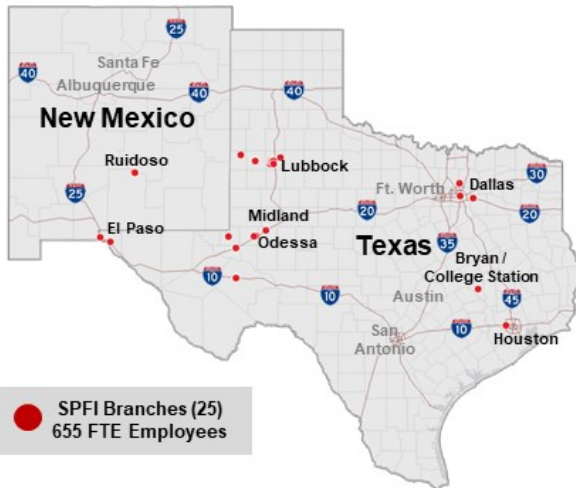 25
Santa Fe
40
Albuquerque
40
40
New Mexico
Ruidoso
Lubbock
30
Ft. Worth
Dallas
25
El Paso
Midland
20
20
Odessa
Texas
35
Bryan /
College Station
10
10
Austin
45
San
Antonio
10
Houston
SPFI Branches (25)
655 FTE Employees